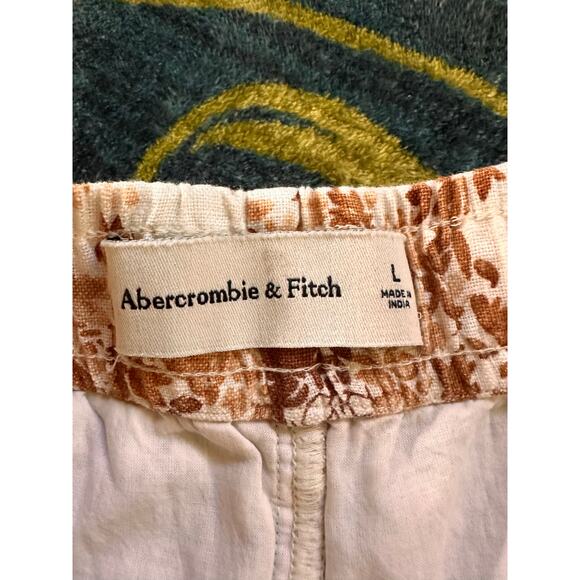 Abercrombie & Fitch
L
MADE IN
INDIA